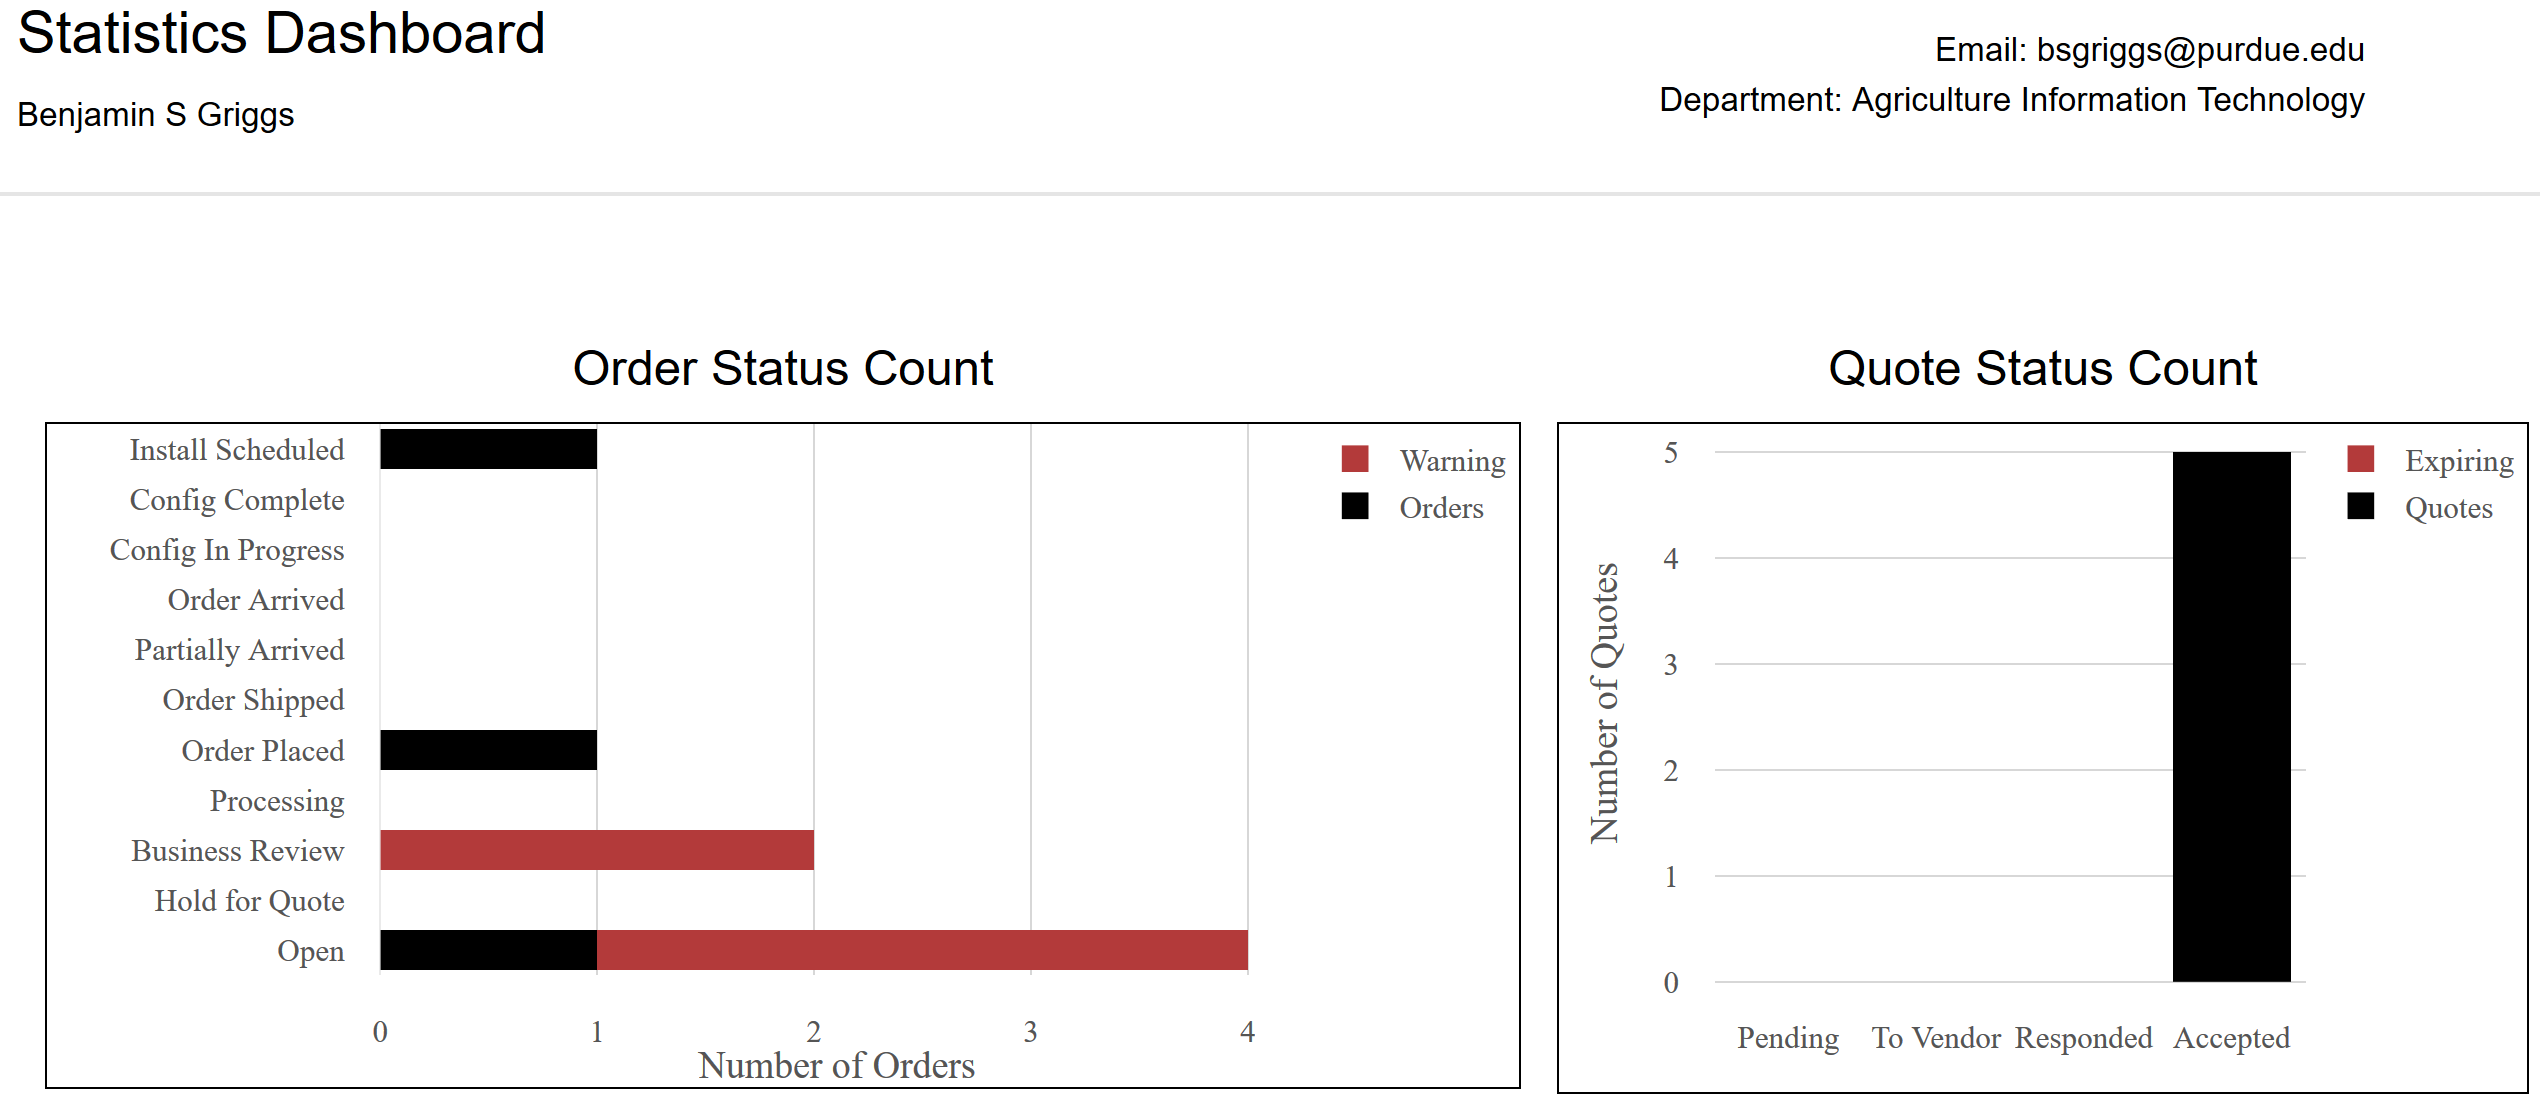 Statistics Dashboard
Benjamin S Griggs
Email: bsgriggs@purdue.edu
Department: Agriculture Information Technology
Order Status Count
Install Scheduled
Config Complete
Config In Progress
Order Arrived
Partially Arrived
Order Shipped
Order Placed
Processing
Business Review
Hold for Quote
Open
0 1 2 3 4
Number of Orders
Warning
Orders
Quote Status Count
Number of Quotes
5
4
3
2
1
0
Pending To Vendor Responded Accepted
Expiring
Quotes